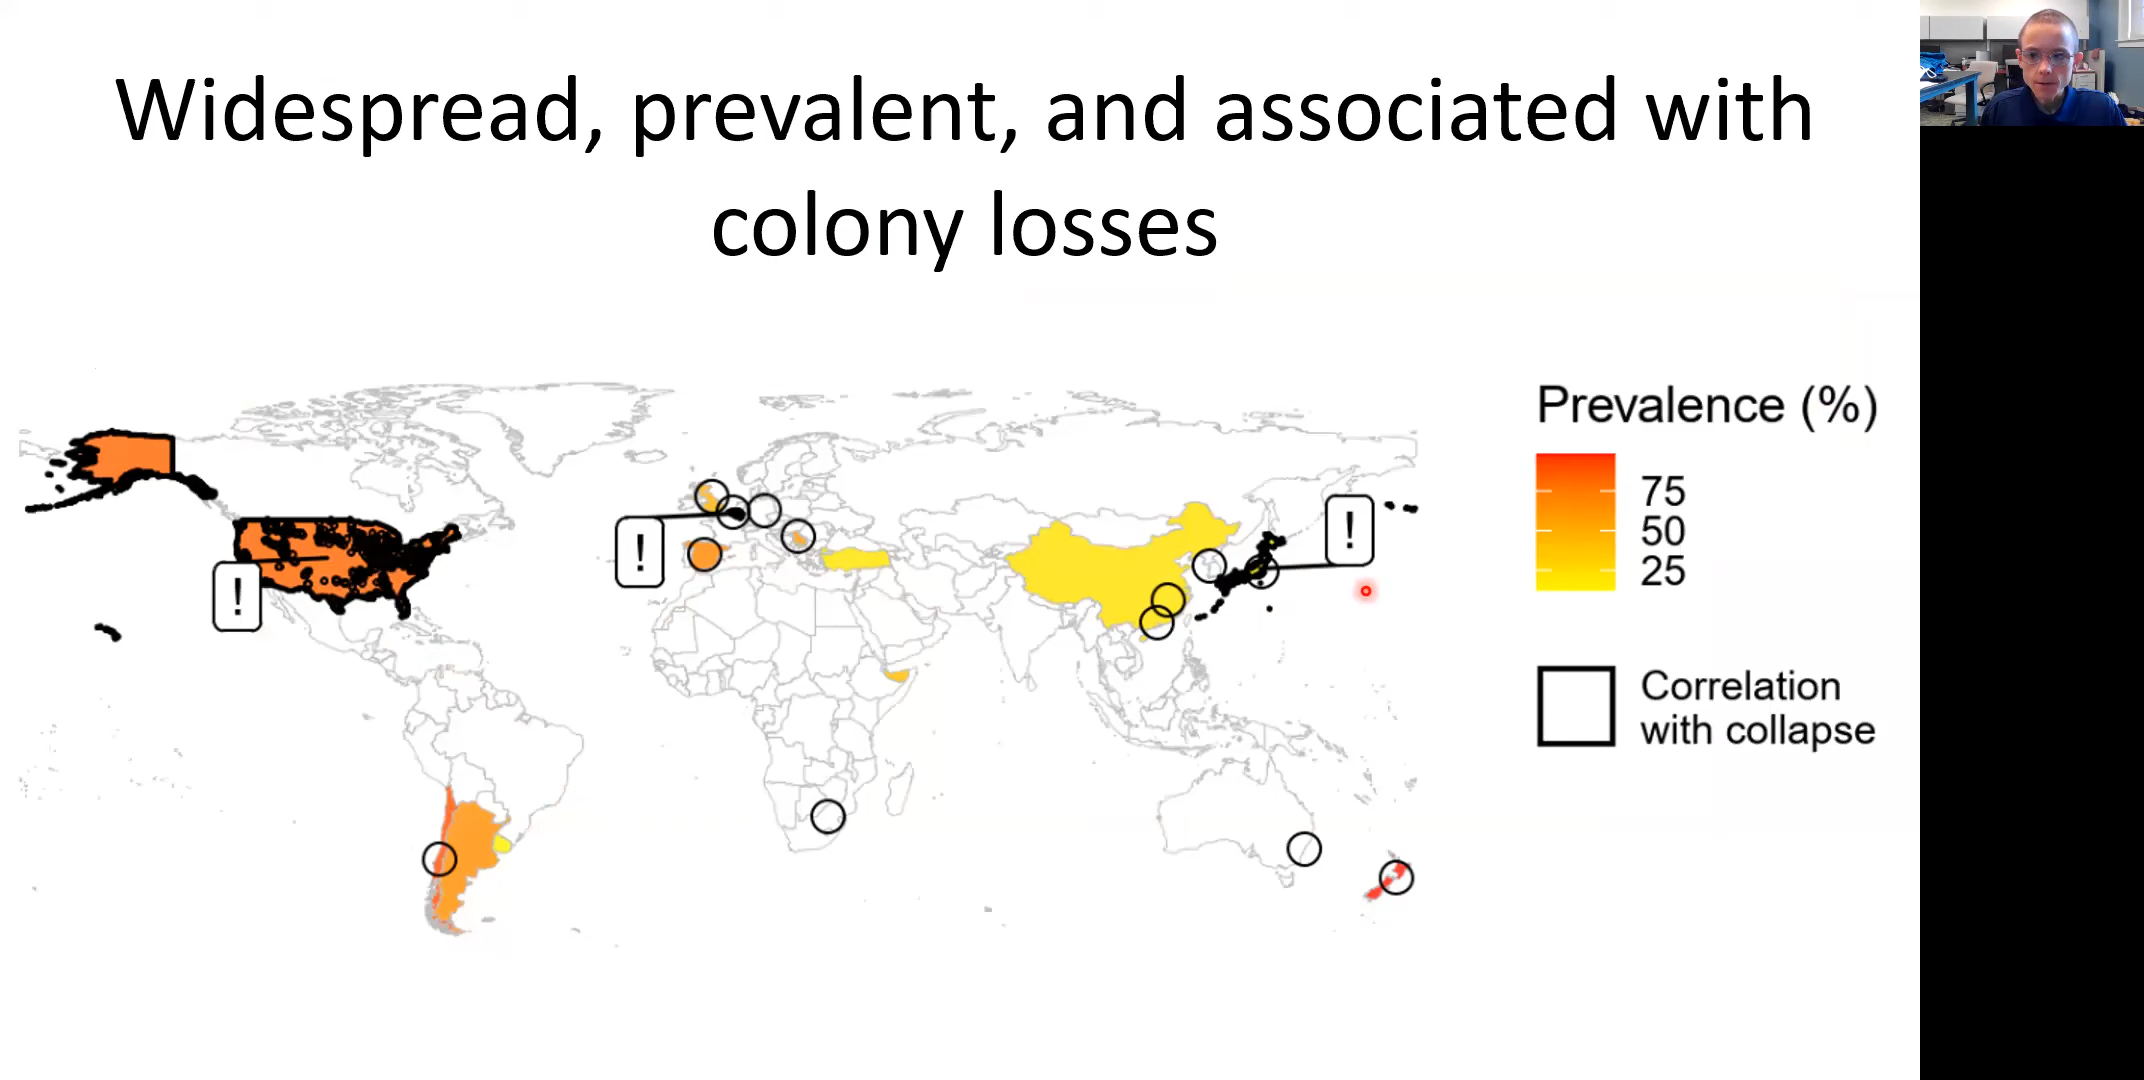 Widespread, prevalent, and associated with
colony losses
!
!
!
Prevalence (%)
75
50
25
Correlation
with collapse